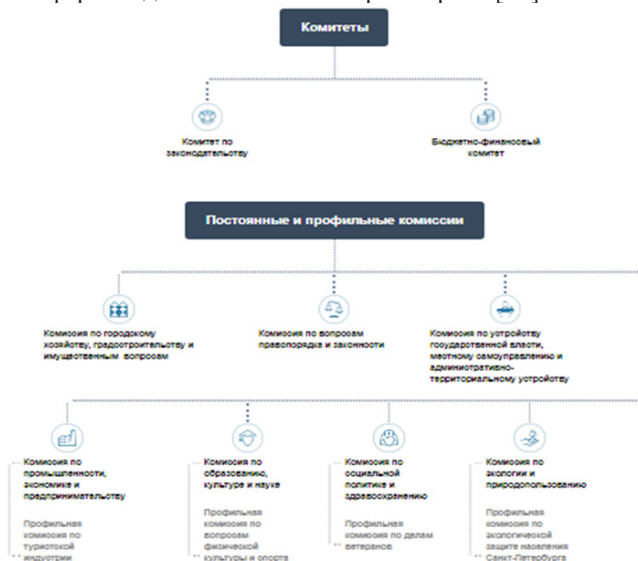 Комитеты
Комитет по
законодательству
Бюджетно-финансовый
комитет
Постоянные и профильные комиссии
Комиссия по городскому
хозяйству, градостроительству и
имущественным вопросам
Комиссия по вопросам
правопорядка и законности
Комиссия по устройству
государственной власти,
местному самоуправлению и
административно-
территориальному устройству
Комиссия по
промышленности,
экономике и
предпринимательству
Комиссия по
образованию,
культуре и науке
Комиссия по
социальной
политике и
здравоохранению
Комиссия по
экологии и
природопользованию
Профильная
комиссия по
туристской
индустрии
Профильная
комиссия по
вопросам
физической
культуры и спорта
Профильная
комиссия по делам
ветеранов
Профильная
комиссия по
экологической
защите населения
Санкт-Петербурга